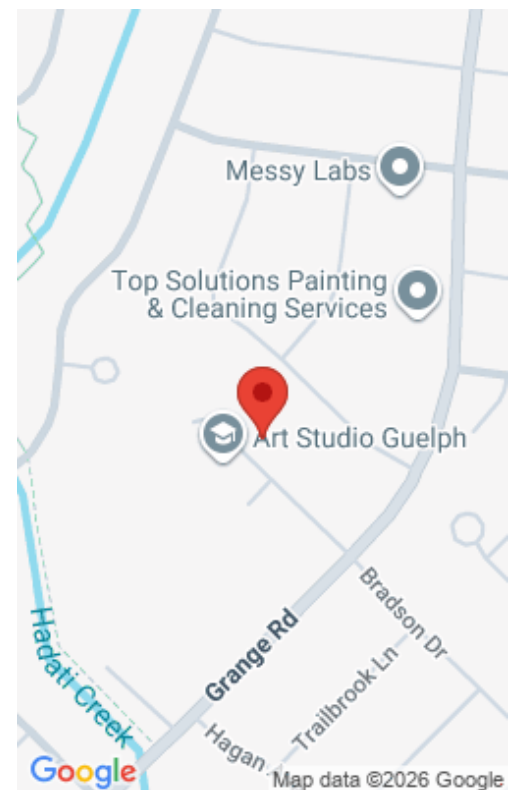 Messy Labs
Top Solutions Painting
& Cleaning Services
Art Studio Guelph
Bradson Dr
Grange Rd
Trailbrook Ln
Hadati Creek
Hagan
Google
Map data ©2026 Google